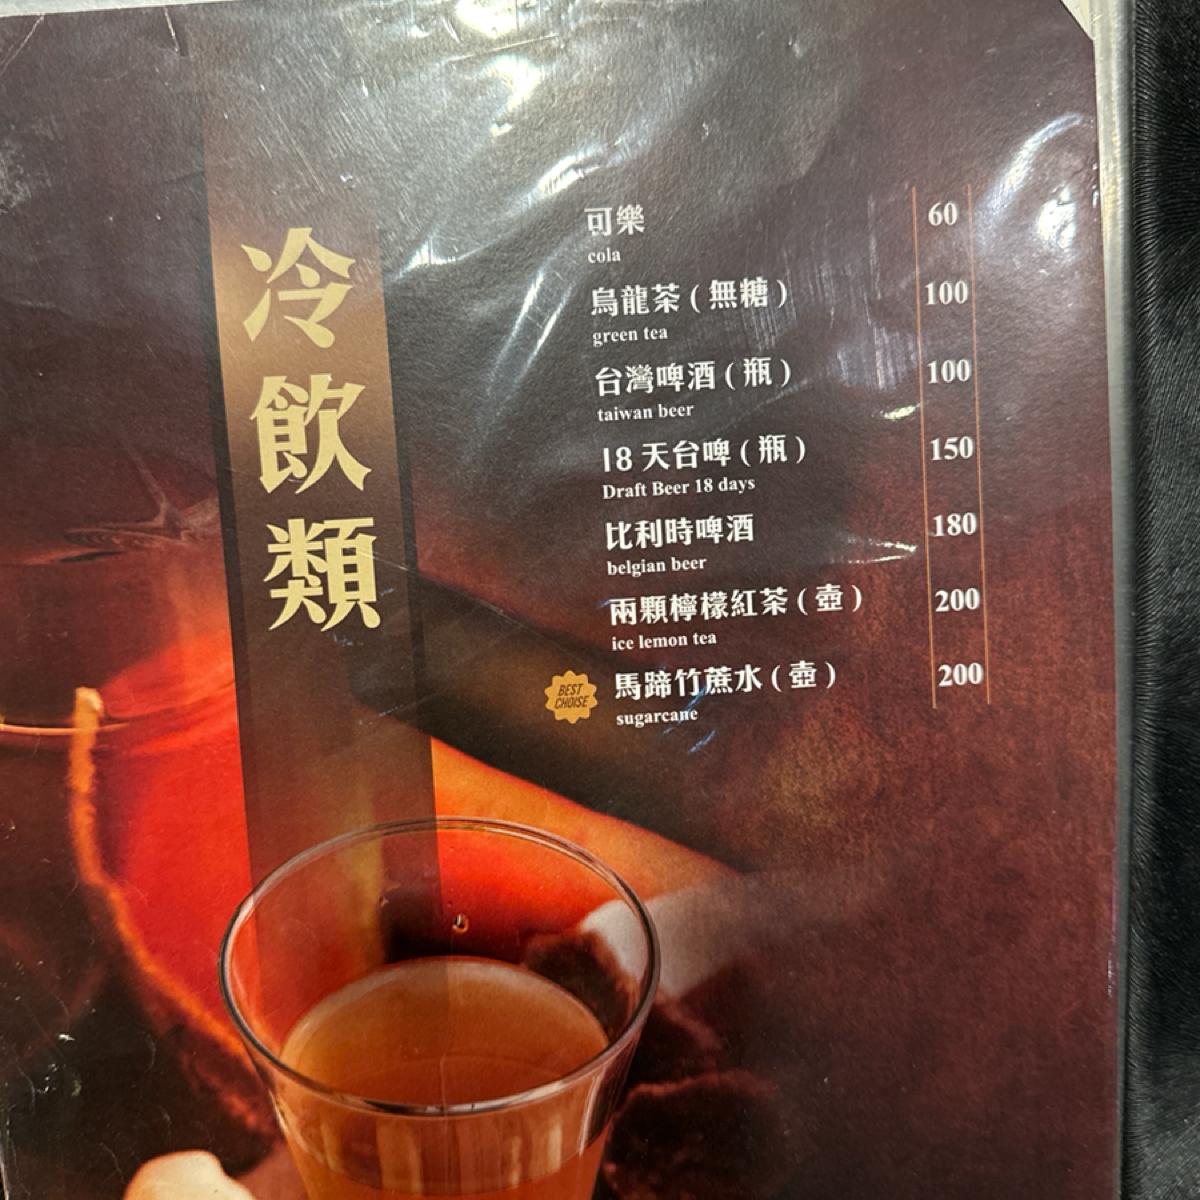 冷飲類
可樂 60
cola
烏龍茶 ( 無糖 ) 100
green tea
台灣啤酒 ( 瓶 ) 100
taiwan beer
18 天台啤 ( 瓶 ) 150
Draft Beer 18 days
比利時啤酒 180
belgian beer
兩顆檸檬紅茶 ( 壺 ) 200
ice lemon tea
BEST
CHOISE
馬蹄竹蔗水 ( 壺 ) 200
sugarcane